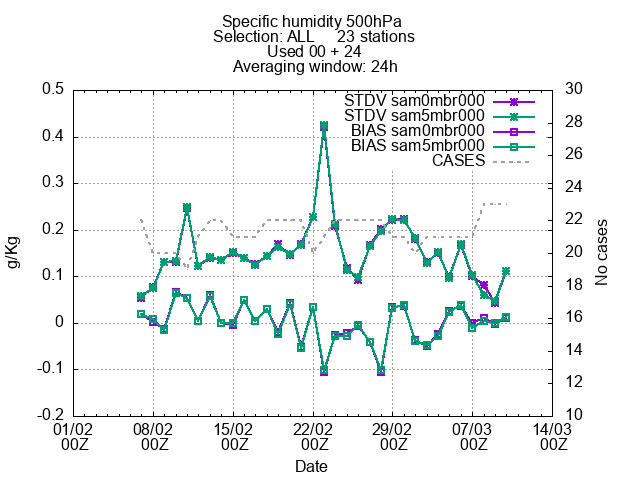 Specific humidity 500hPa
Selection: ALL 23 stations
Used 00 + 24
Averaging window: 24h
STDV sam0mbr000
STDV sam5mbr000
BIAS sam0mbr000
BIAS sam5mbr000
CASES
g/Kg
0.5
0.4
0.3
0.2
0.1
0
-0.1
-0.2
No cases
30
28
26
24
22
20
18
16
14
12
10
01/02 08/02 15/02 22/02 29/02 07/03 14/03
00Z 00Z 00Z 00Z 00Z 00Z 00Z
Date